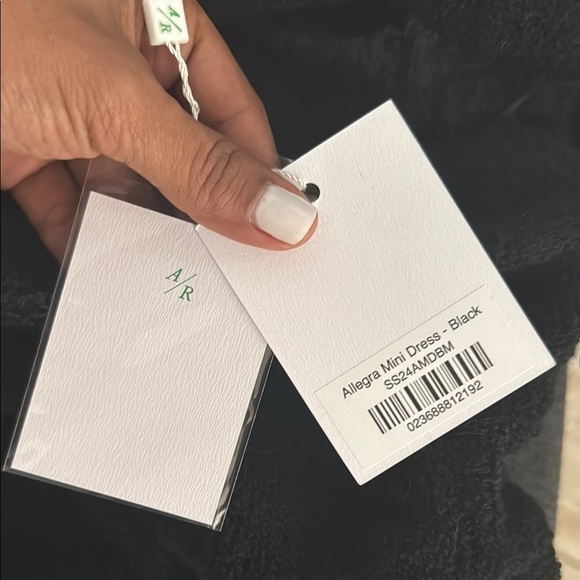 A/R
A/R
Allegra Mini Dress - Black
SS24AMDBM
023688812192